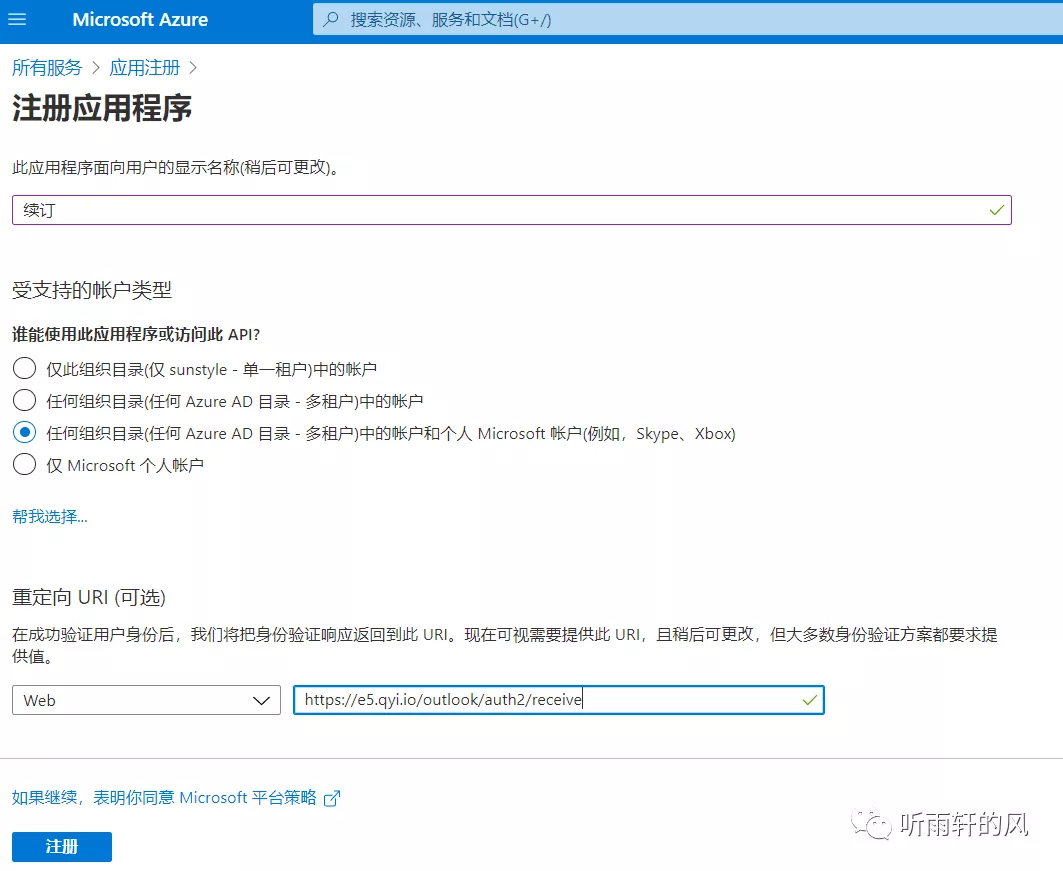 Microsoft Azure
搜索资源、服务和文档(G+/)
所有服务 > 应用注册 >
注册应用程序
此应用程序面向用户的显示名称(稍后可更改)。
续订
受支持的帐户类型
谁能使用此应用程序或访问此 API?
仅此组织目录(仅 sunstyle - 单一租户)中的帐户
任何组织目录(任何 Azure AD 目录 - 多租户)中的帐户
任何组织目录(任何 Azure AD 目录 - 多租户)中的帐户和个人 Microsoft 帐户(例如，Skype、Xbox)
仅 Microsoft 个人帐户
帮我选择...
重定向 URI (可选)
在成功验证用户身份后，我们将把身份验证响应返回到此 URI。现在可视需要提供此 URI，且稍后可更改，但大多数身份验证方案都要求提
供值。
Web
https://e5.qyi.io/outlook/auth2/receive
如果继续，表明你同意 Microsoft 平台策略
听雨轩的风
注册